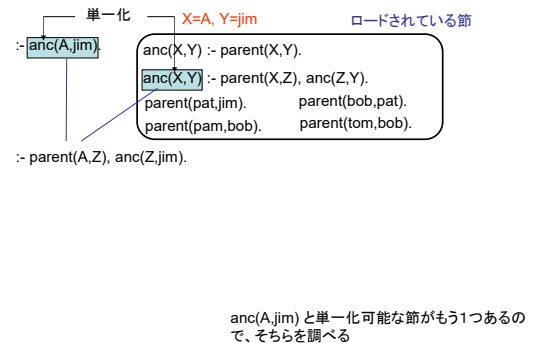 単一化
X=A, Y=jim
ロードされている節
:- anc(A,jim).
anc(X,Y) :- parent(X,Y).
anc(X,Y) :- parent(X,Z), anc(Z,Y).
parent(pat,jim). parent(bob,pat).
parent(pam,bob). parent(tom,bob).
:- parent(A,Z), anc(Z,jim).
anc(A,jim) と単一化可能な節がもう1つあるの
で、そちらを調べる